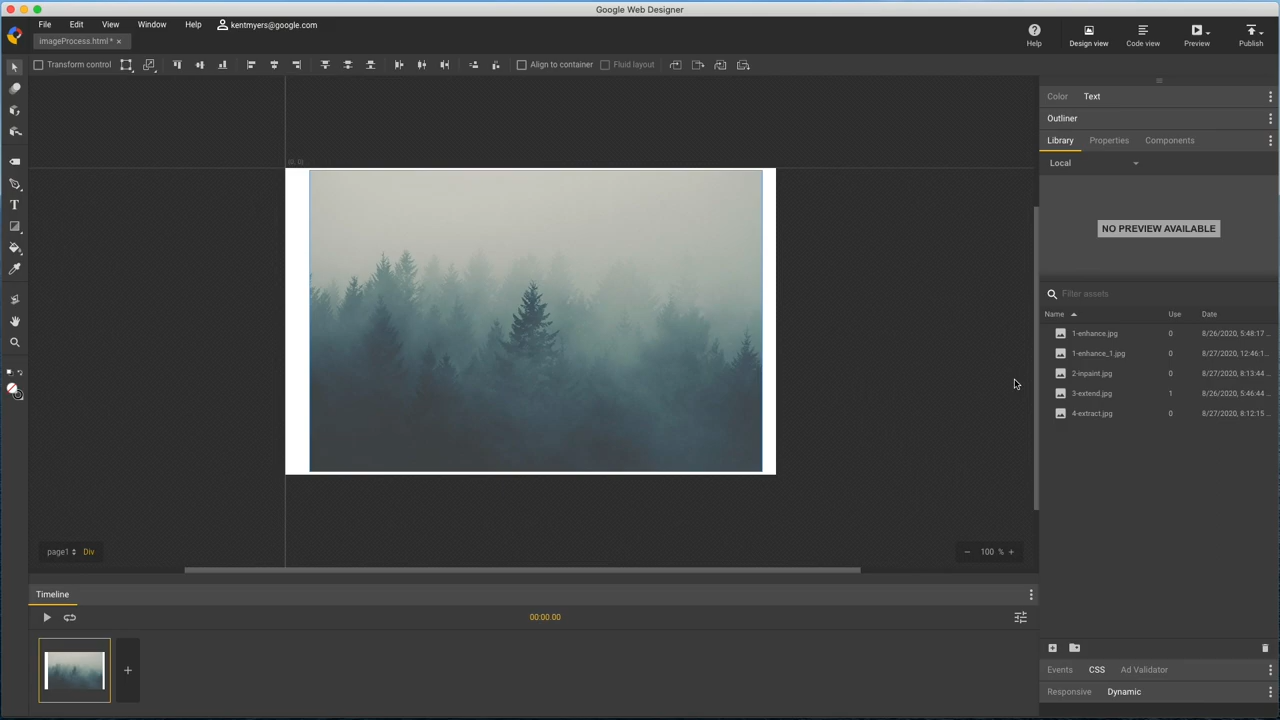 Google Web Designer
File Edit View Window Help kentmyers@google.com
imageProcess.html* ×
Help Design view Code view Preview Publish
Transform control Align to container Fluid layout
Color Text
Outliner
Library Properties Components
Local
NO PREVIEW AVAILABLE
Filter assets
Name Use Date
1-enhance.jpg 0 8/26/2020, 5:48:17 ...
1-enhance_1.jpg 0 8/27/2020, 12:46:1...
2-inpaint.jpg 0 8/27/2020, 8:13:44 ...
3-extend.jpg 1 8/26/2020, 5:46:44 ...
4-extract.jpg 0 8/27/2020, 8:12:15 ...
(0, 0)
page1 Div
− 100 % +
Timeline
00:00.00
Events CSS Ad Validator
Responsive Dynamic